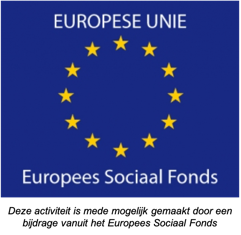 EUROPESE UNIE
Europees Sociaal Fonds
Deze activiteit is mede mogelijk gemaakt door een
bijdrage vanuit het Europees Sociaal Fonds